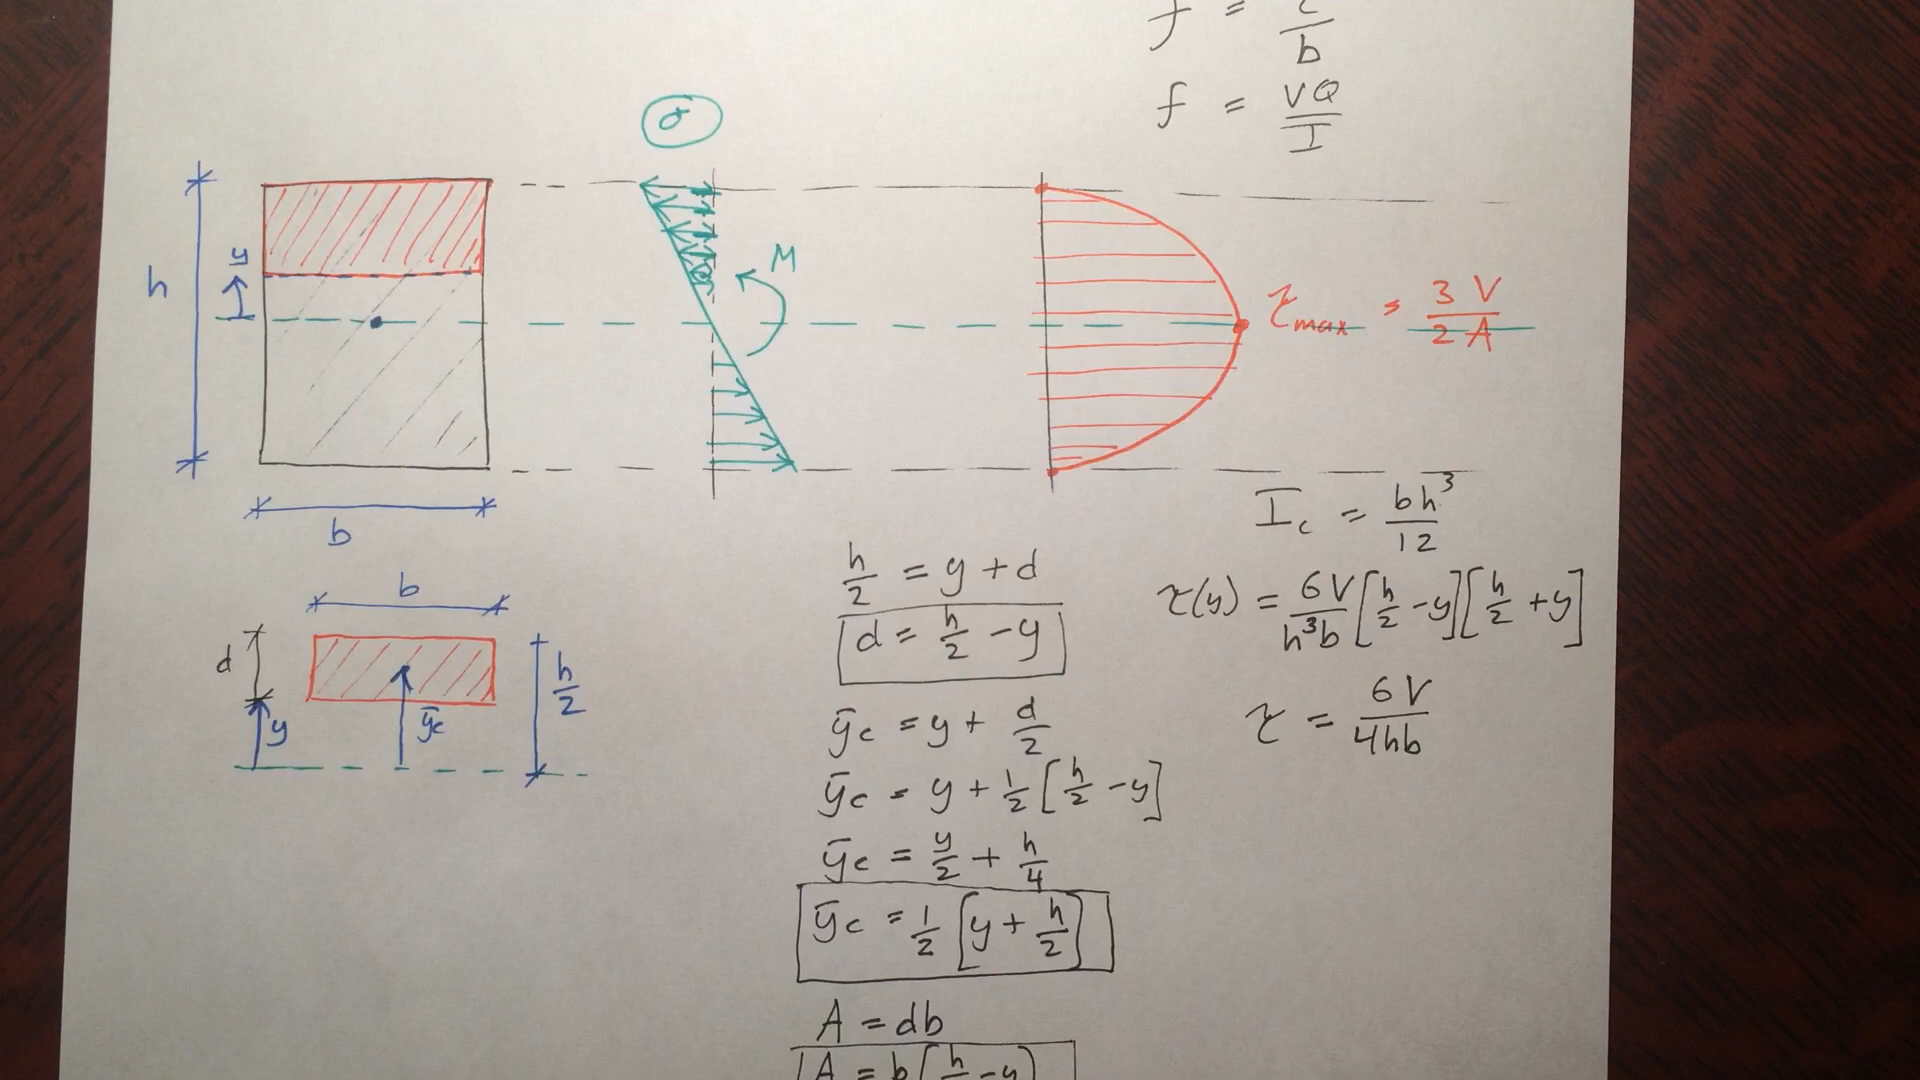 f = τ/b
f = VQ/I
σ
h
y
M
τmax = 3V/2A
b
Ic = bh³/12
b
d
y
ȳc
h/2
h/2 = y + d
d = h/2 - y
ȳc = y + d/2
ȳc = y + 1/2 [h/2 - y]
ȳc = y/2 + h/4
ȳc = 1/2 [y + h/2]
A = db
A = b(h/ - y)
τ(y) = 6V/h³b [h/2 - y][h/2 + y]
τ = 6V/4hb